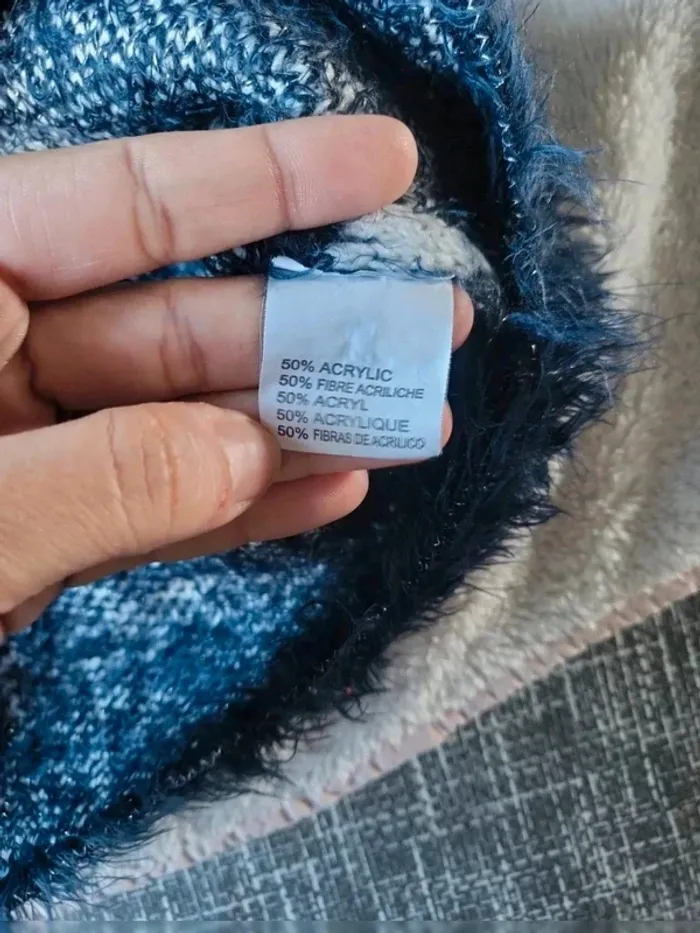 50% ACRYLIC
50% FIBRE ACRILICHE
50% ACRYL
50% ACRYLIQUE
50% FIBRAS DE ACRILICO